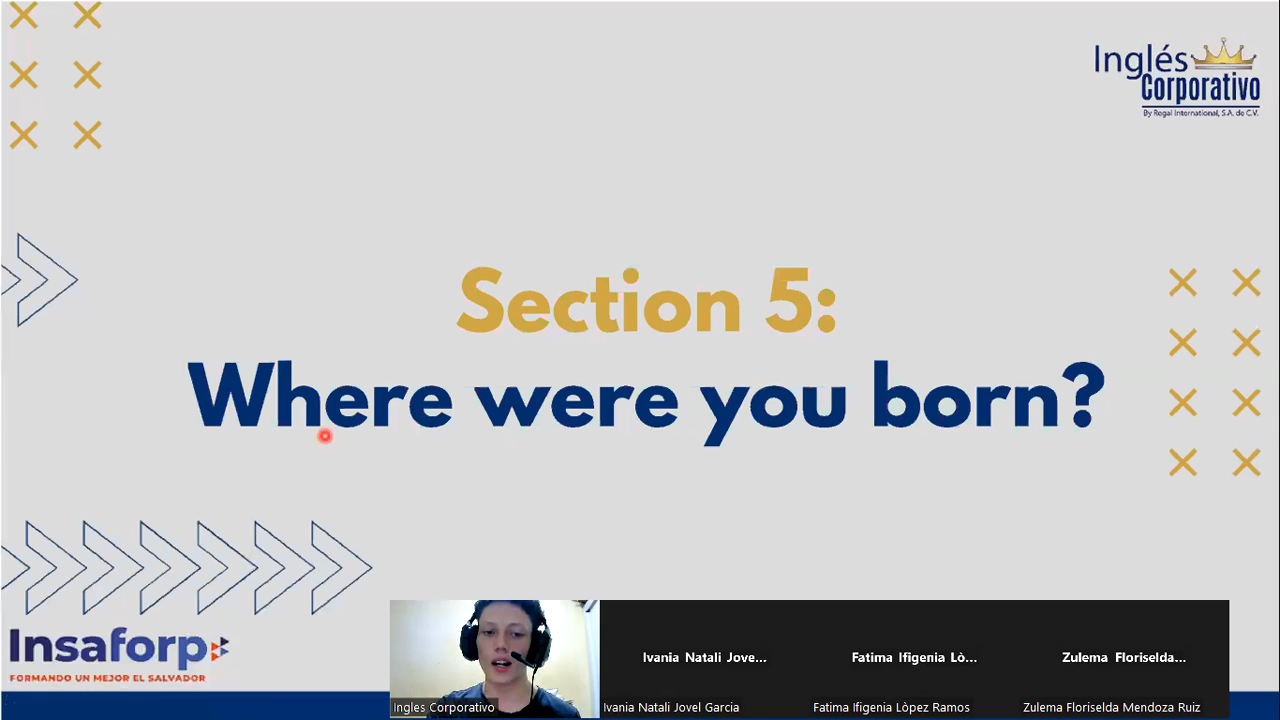 Inglés
Corporativo
By Regal International, S.A. de C.V.
Section 5:
Where were you born?
Insaforp
FORMANDO UN MEJOR EL SALVADOR
Ivania Natali Jove...
Fatima Ifigenia Lò...
Zulema Floriselda...
Ingles Corporativo
Ivania Natali Jovel Garcia
Fatima Ifigenia Lòpez Ramos
Zulema Floriselda Mendoza Ruiz